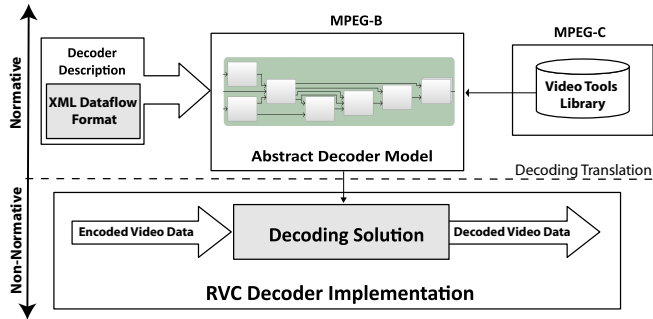 MPEG-B
MPEG-C
Normative
Decoder
Description
XML Dataflow
Format
Video Tools
Library
Abstract Decoder Model
Decoding Translation
Non-Normative
Encoded Video Data
Decoding Solution
Decoded Video Data
RVC Decoder Implementation